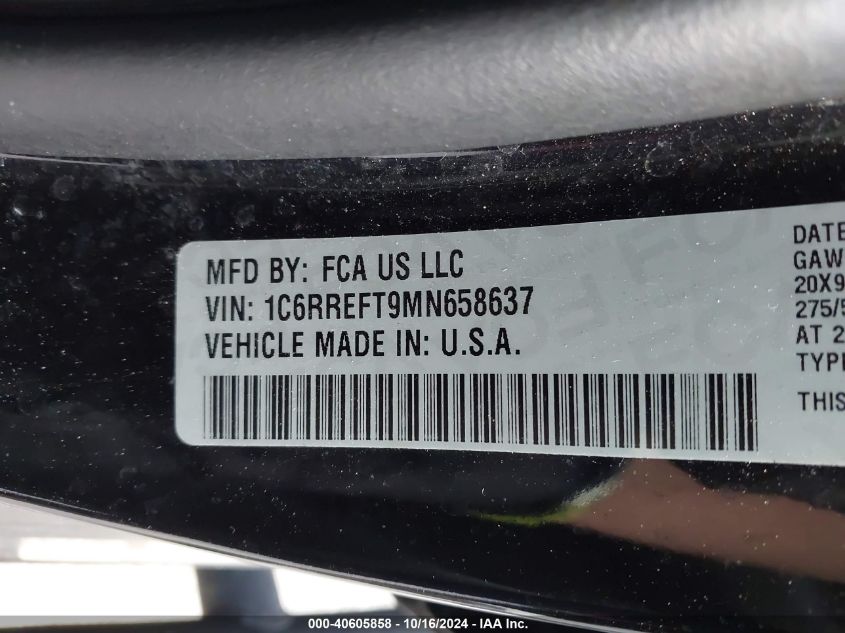 MFD BY: FCA US LLC
VIN: 1C6RREFT9MN658637
VEHICLE MADE IN: U.S.A.
DATE
GAW
20X9
275/5
AT 2
TYPE
THIS
000-40605858 - 10/16/2024 - IAA Inc.